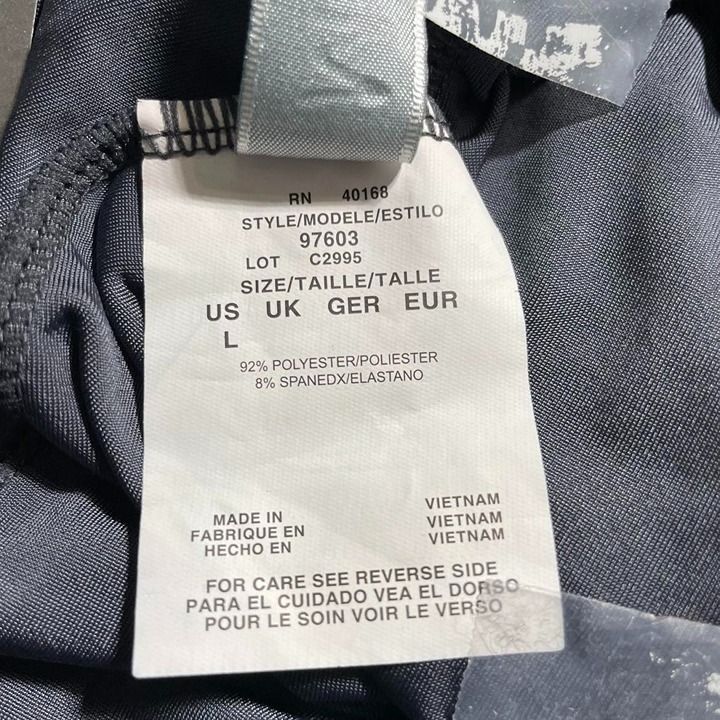 RN 40168
STYLE/MODELE/ESTILO
97603
LOT C2995
SIZE/TAILLE/TALLE
US UK GER EUR
L
92% POLYESTER/POLIESTER
8% SPANEDX/ELASTANO
MADE IN VIETNAM
FABRIQUE EN VIETNAM
HECHO EN VIETNAM
FOR CARE SEE REVERSE SIDE
PARA EL CUIDADO VEA EL DORSO
POUR LE SOIN VOIR LE VERSO